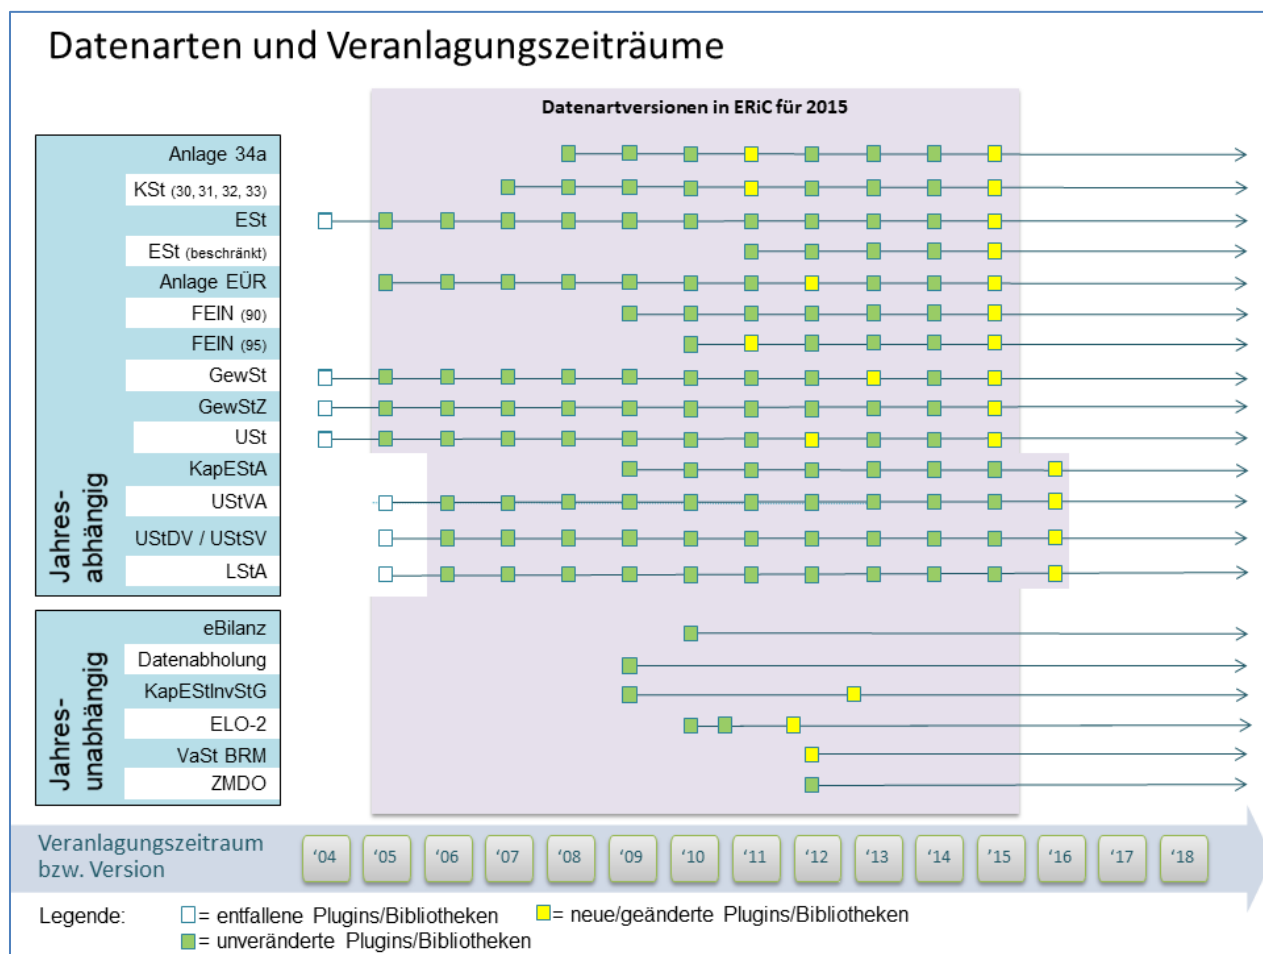 Datenarten und Veranlagungszeiträume
Datenartversionen in ERiC für 2015
Jahres-
abhängig
Anlage 34a
KSt (30, 31, 32, 33)
ESt
ESt (beschränkt)
Anlage EÜR
FEIN (90)
FEIN (95)
GewSt
GewStZ
USt
KapEStA
UStVA
UStDV / UStSV
LStA
Jahres-
unabhängig
eBilanz
Datenabholung
KapEStInvStG
ELO-2
VaSt BRM
ZMDO
Veranlagungszeitraum
bzw. Version
‘04 ‘05 ‘06 ‘07 ‘08 ‘09 ‘10 ‘11 ‘12 ‘13 ‘14 ‘15 ‘16 ‘17 ‘18
Legende: = entfallene Plugins/Bibliotheken = neue/geänderte Plugins/Bibliotheken
= unveränderte Plugins/Bibliotheken